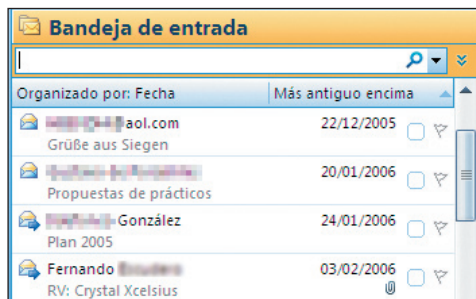 Bandeja de entrada
Organizado por: Fecha Más antiguo encima
aol.com 22/12/2005
Grüße aus Siegen
20/01/2006
Propuestas de prácticos
González 24/01/2006
Plan 2005
Fernando 03/02/2006
RV: Crystal Xcelsius